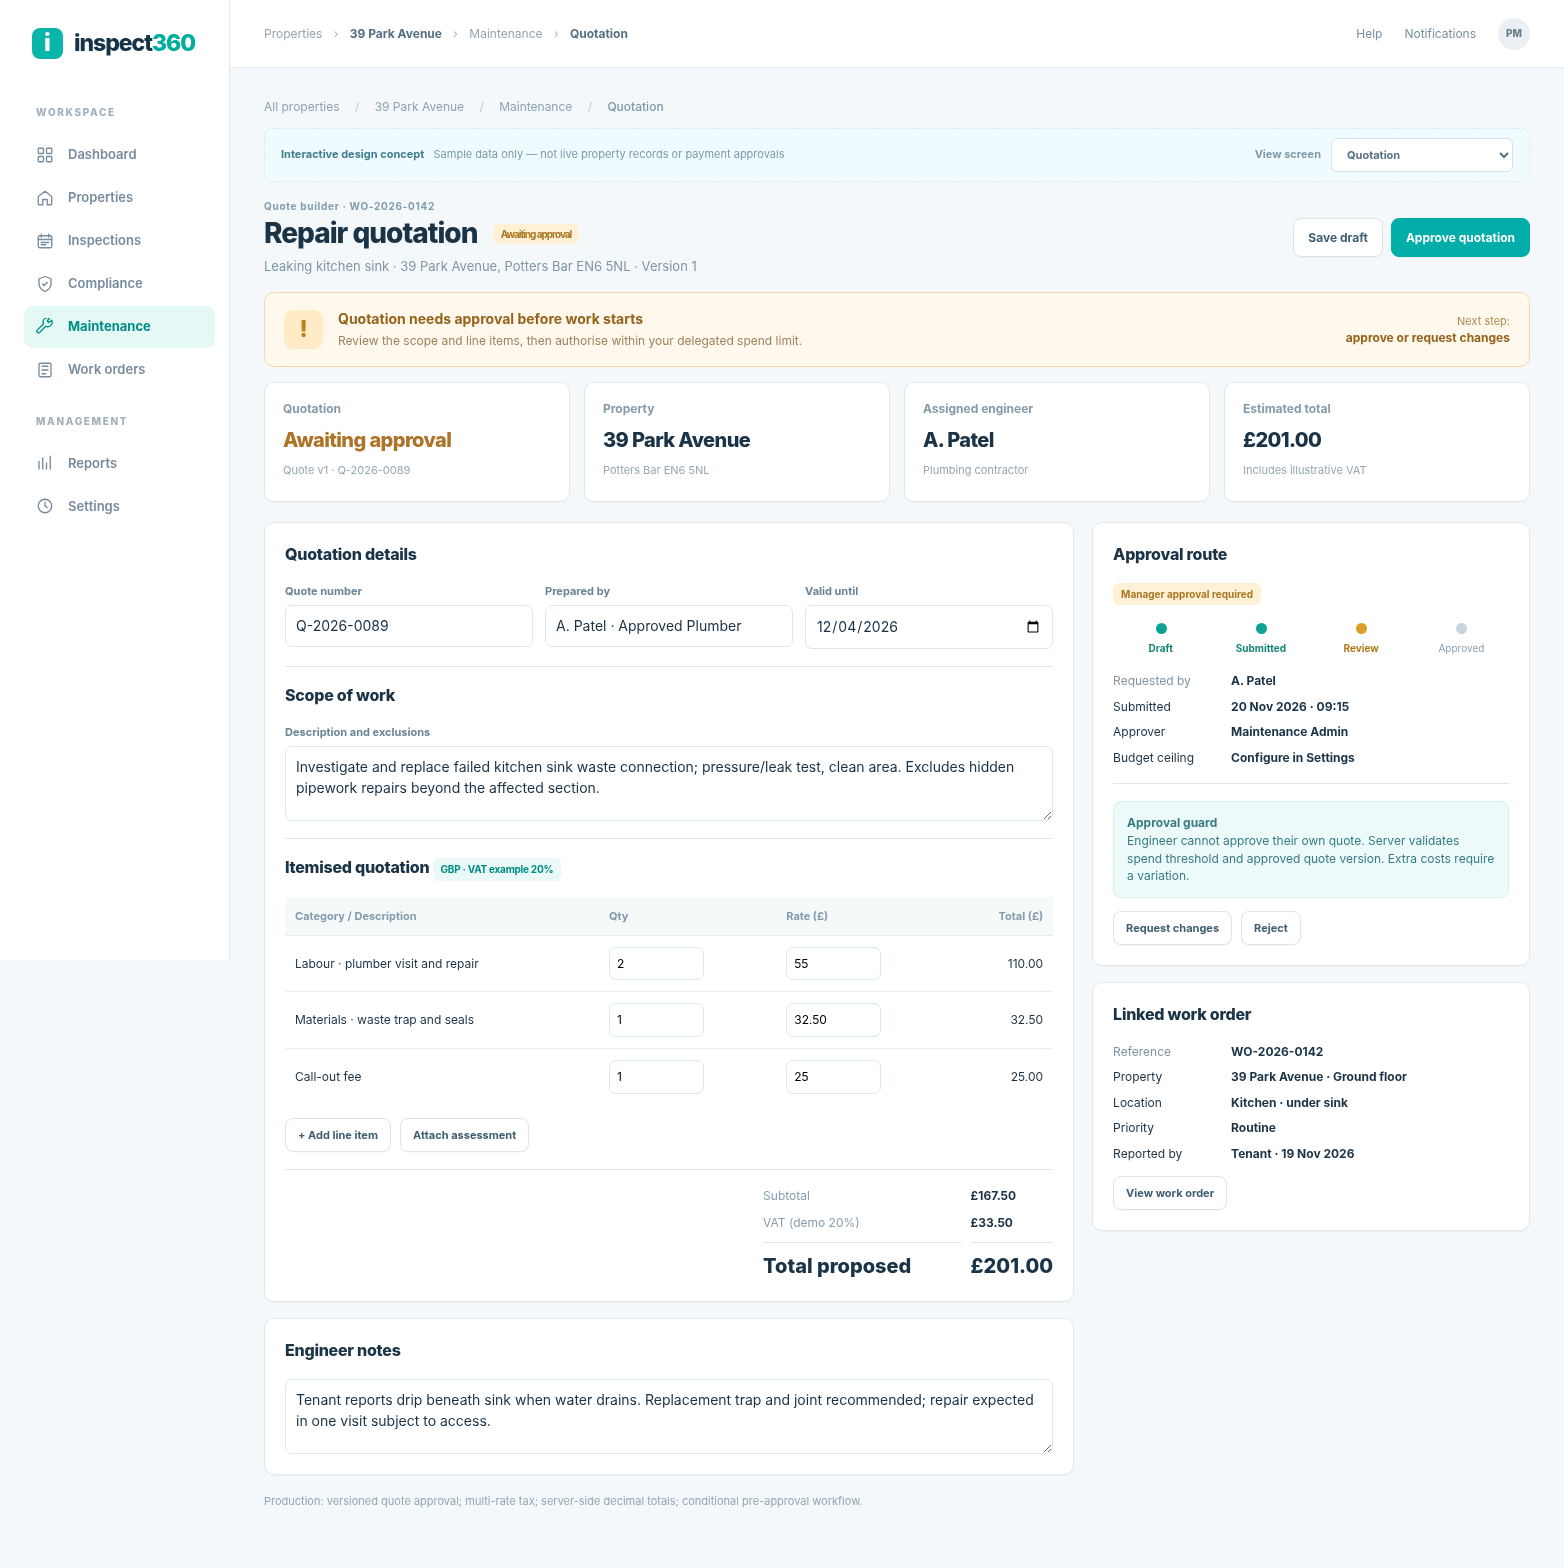 inspect360
Properties › 39 Park Avenue › Maintenance › Quotation
Help Notifications PM
WORKSPACE
Dashboard
Properties
Inspections
Compliance
Maintenance
Work orders
MANAGEMENT
Reports
Settings
All properties / 39 Park Avenue / Maintenance / Quotation
Interactive design concept Sample data only — not live property records or payment approvals
View screen Quotation
Quote builder · WO-2026-0142
Repair quotation Awaiting approval
Leaking kitchen sink · 39 Park Avenue, Potters Bar EN6 5NL · Version 1
Save draft Approve quotation
!
Quotation needs approval before work starts
Review the scope and line items, then authorise within your delegated spend limit.
Next step:
approve or request changes
Quotation
Awaiting approval
Quote v1 · Q-2026-0089
Property
39 Park Avenue
Potters Bar EN6 5NL
Assigned engineer
A. Patel
Plumbing contractor
Estimated total
£201.00
Includes illustrative VAT
Quotation details
Quote number Prepared by Valid until
Q-2026-0089 A. Patel · Approved Plumber 12/04/2026
Scope of work
Description and exclusions
Investigate and replace failed kitchen sink waste connection; pressure/leak test, clean area. Excludes hidden
pipework repairs beyond the affected section.
Itemised quotation GBP · VAT example 20%
Category / Description Qty Rate (£) Total (£)
Labour · plumber visit and repair 2 55 110.00
Materials · waste trap and seals 1 32.50 32.50
Call-out fee 1 25 25.00
+ Add line item Attach assessment
Subtotal £167.50
VAT (demo 20%) £33.50
Total proposed £201.00
Engineer notes
Tenant reports drip beneath sink when water drains. Replacement trap and joint recommended; repair expected
in one visit subject to access.
Approval route
Manager approval required
Draft Submitted Review Approved
Requested by A. Patel
Submitted 20 Nov 2026 · 09:15
Approver Maintenance Admin
Budget ceiling Configure in Settings
Approval guard
Engineer cannot approve their own quote. Server validates
spend threshold and approved quote version. Extra costs require
a variation.
Request changes Reject
Linked work order
Reference WO-2026-0142
Property 39 Park Avenue · Ground floor
Location Kitchen · under sink
Priority Routine
Reported by Tenant · 19 Nov 2026
View work order
Production: versioned quote approval; multi-rate tax; server-side decimal totals; conditional pre-approval workflow.